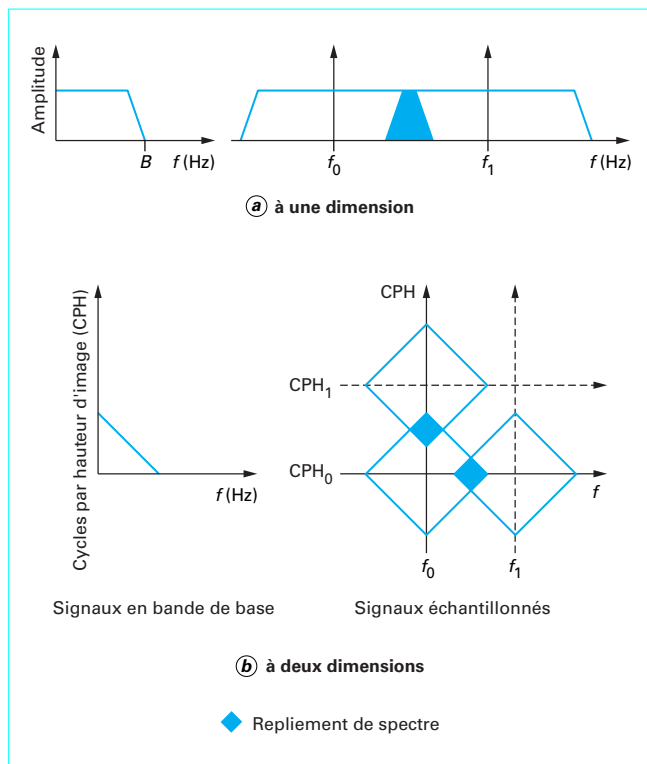 Amplitude
B
f (Hz)
f0
f1
f (Hz)
a à une dimension
Cycles par hauteur d'image (CPH)
f (Hz)
CPH
CPH1
CPH0
f
f0
f1
Signaux en bande de base
Signaux échantillonnés
b à deux dimensions
Repliement de spectre